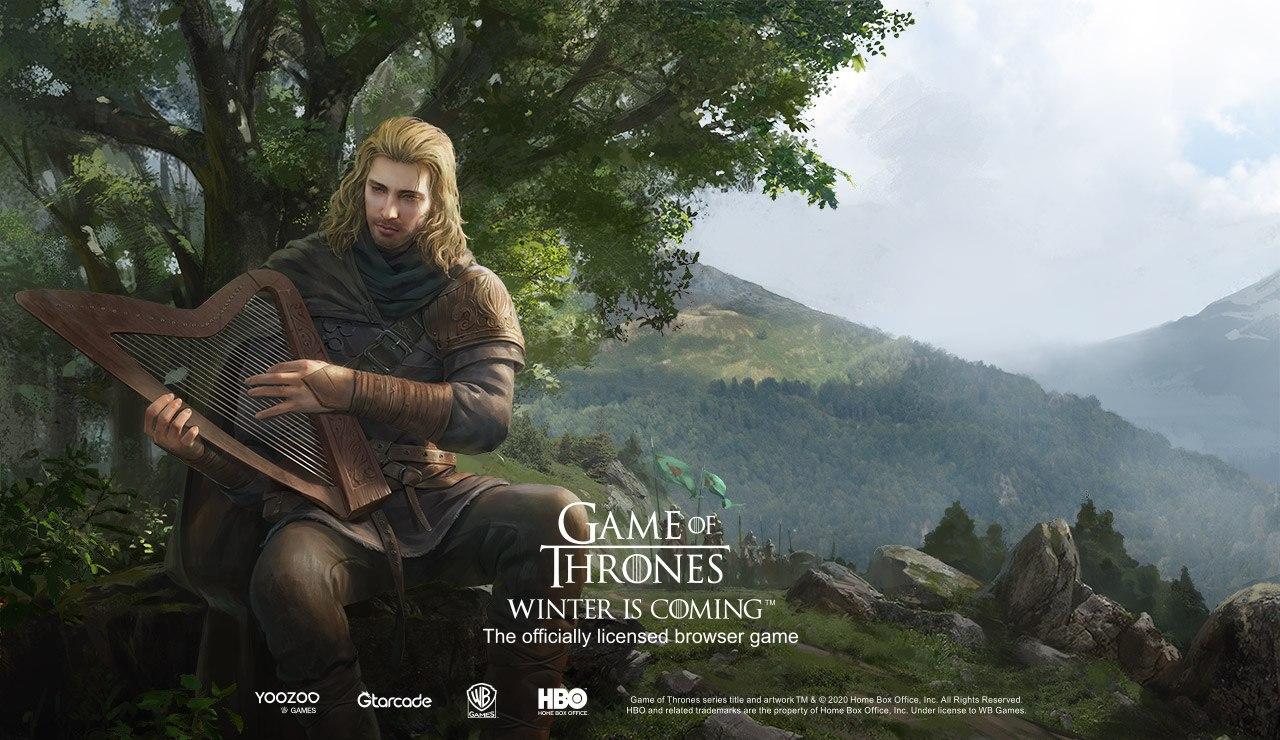 GAME OF
THRONES
WINTER IS COMING™
The officially licensed browser game
YOOZOO
GAMES
Gtarcade
WB
GAMES
HBO
HOME BOX OFFICE
Game of Thrones series title and artwork TM & © 2020 Home Box Office, Inc. All Rights Reserved.
HBO and related trademarks are the property of Home Box Office, Inc. Under license to WB Games.